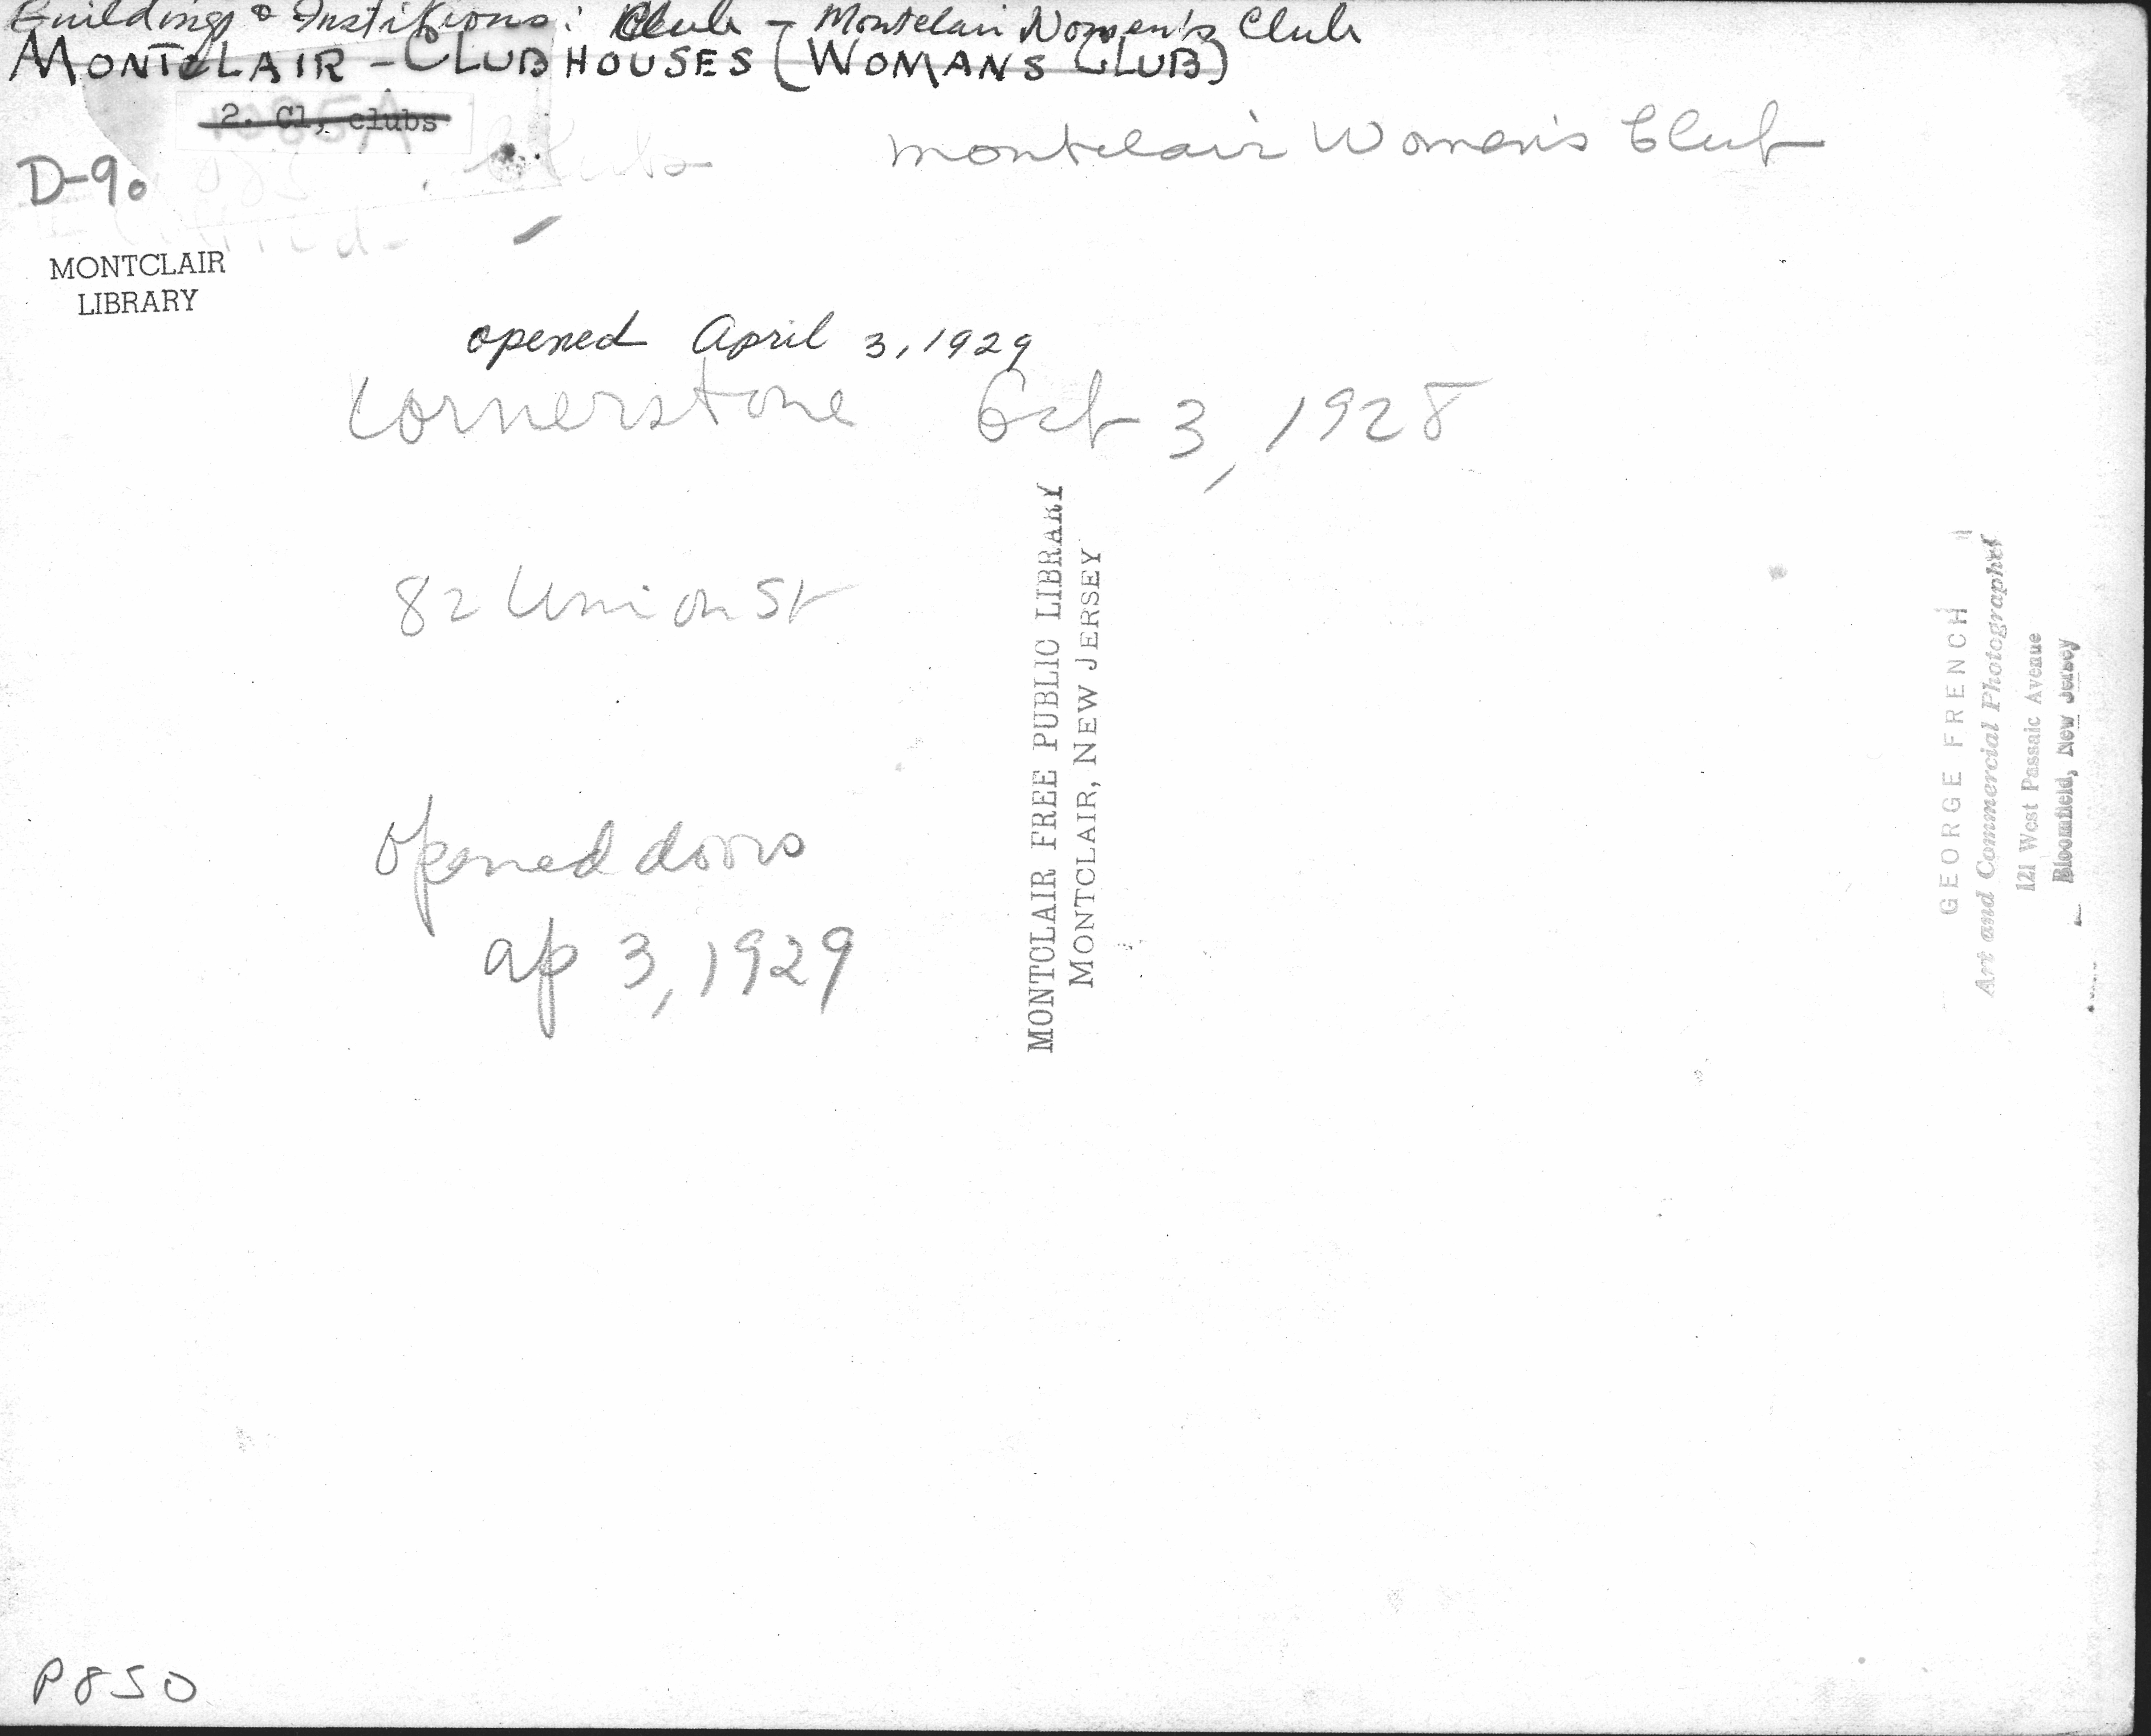 Buildings & Institutions: Club - Montclair Women's Club
MONTCLAIR - CLUBHOUSES (WOMANS CLUB)
2. Cl, clubs
Montclair Women's Club
D-90
MONTCLAIR
LIBRARY
opened April 3, 1929
Cornerstone Oct 3, 1928
82 Union St
Opened doors
ap 3, 1929
MONTCLAIR FREE PUBLIC LIBRARY
MONTCLAIR, NEW JERSEY
GEORGE FRENCH
Art and Commercial Photographer
121 West Passaic Avenue
Bloomfield, New Jersey
P850